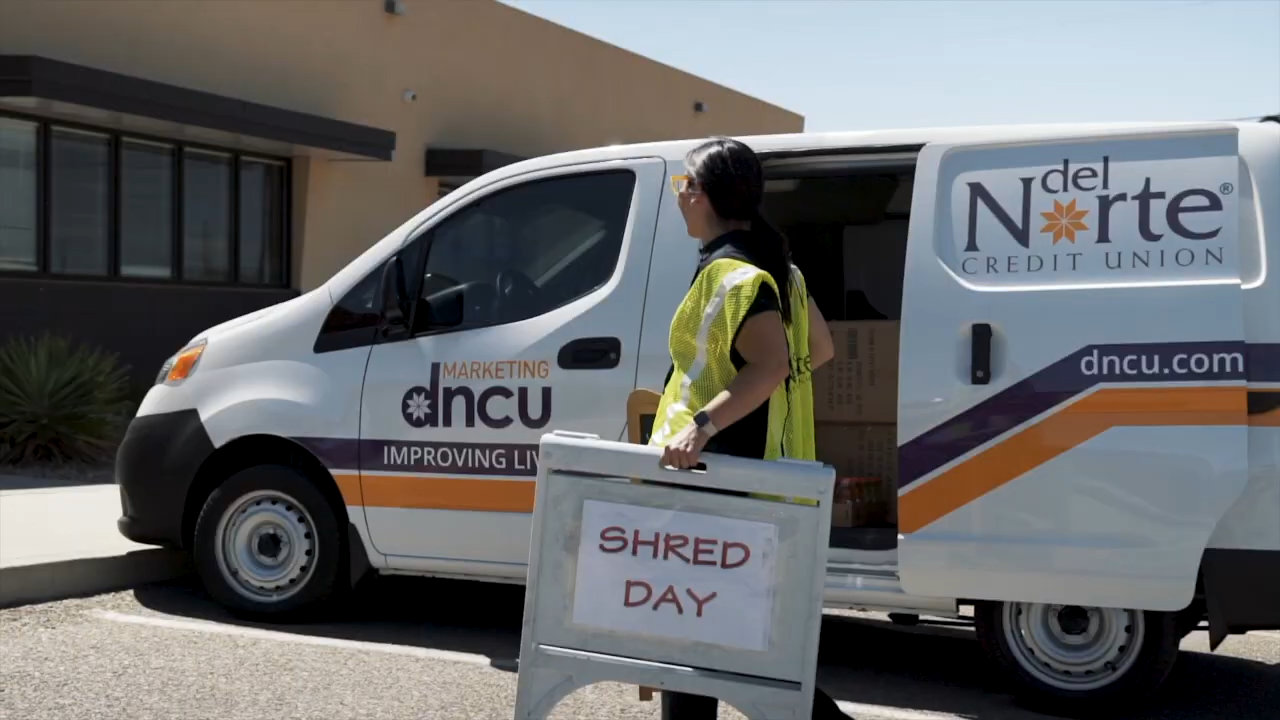 del
Norte®
CREDIT UNION
dncu.com
MARKETING
dncu
IMPROVING LIV
SHRED
DAY